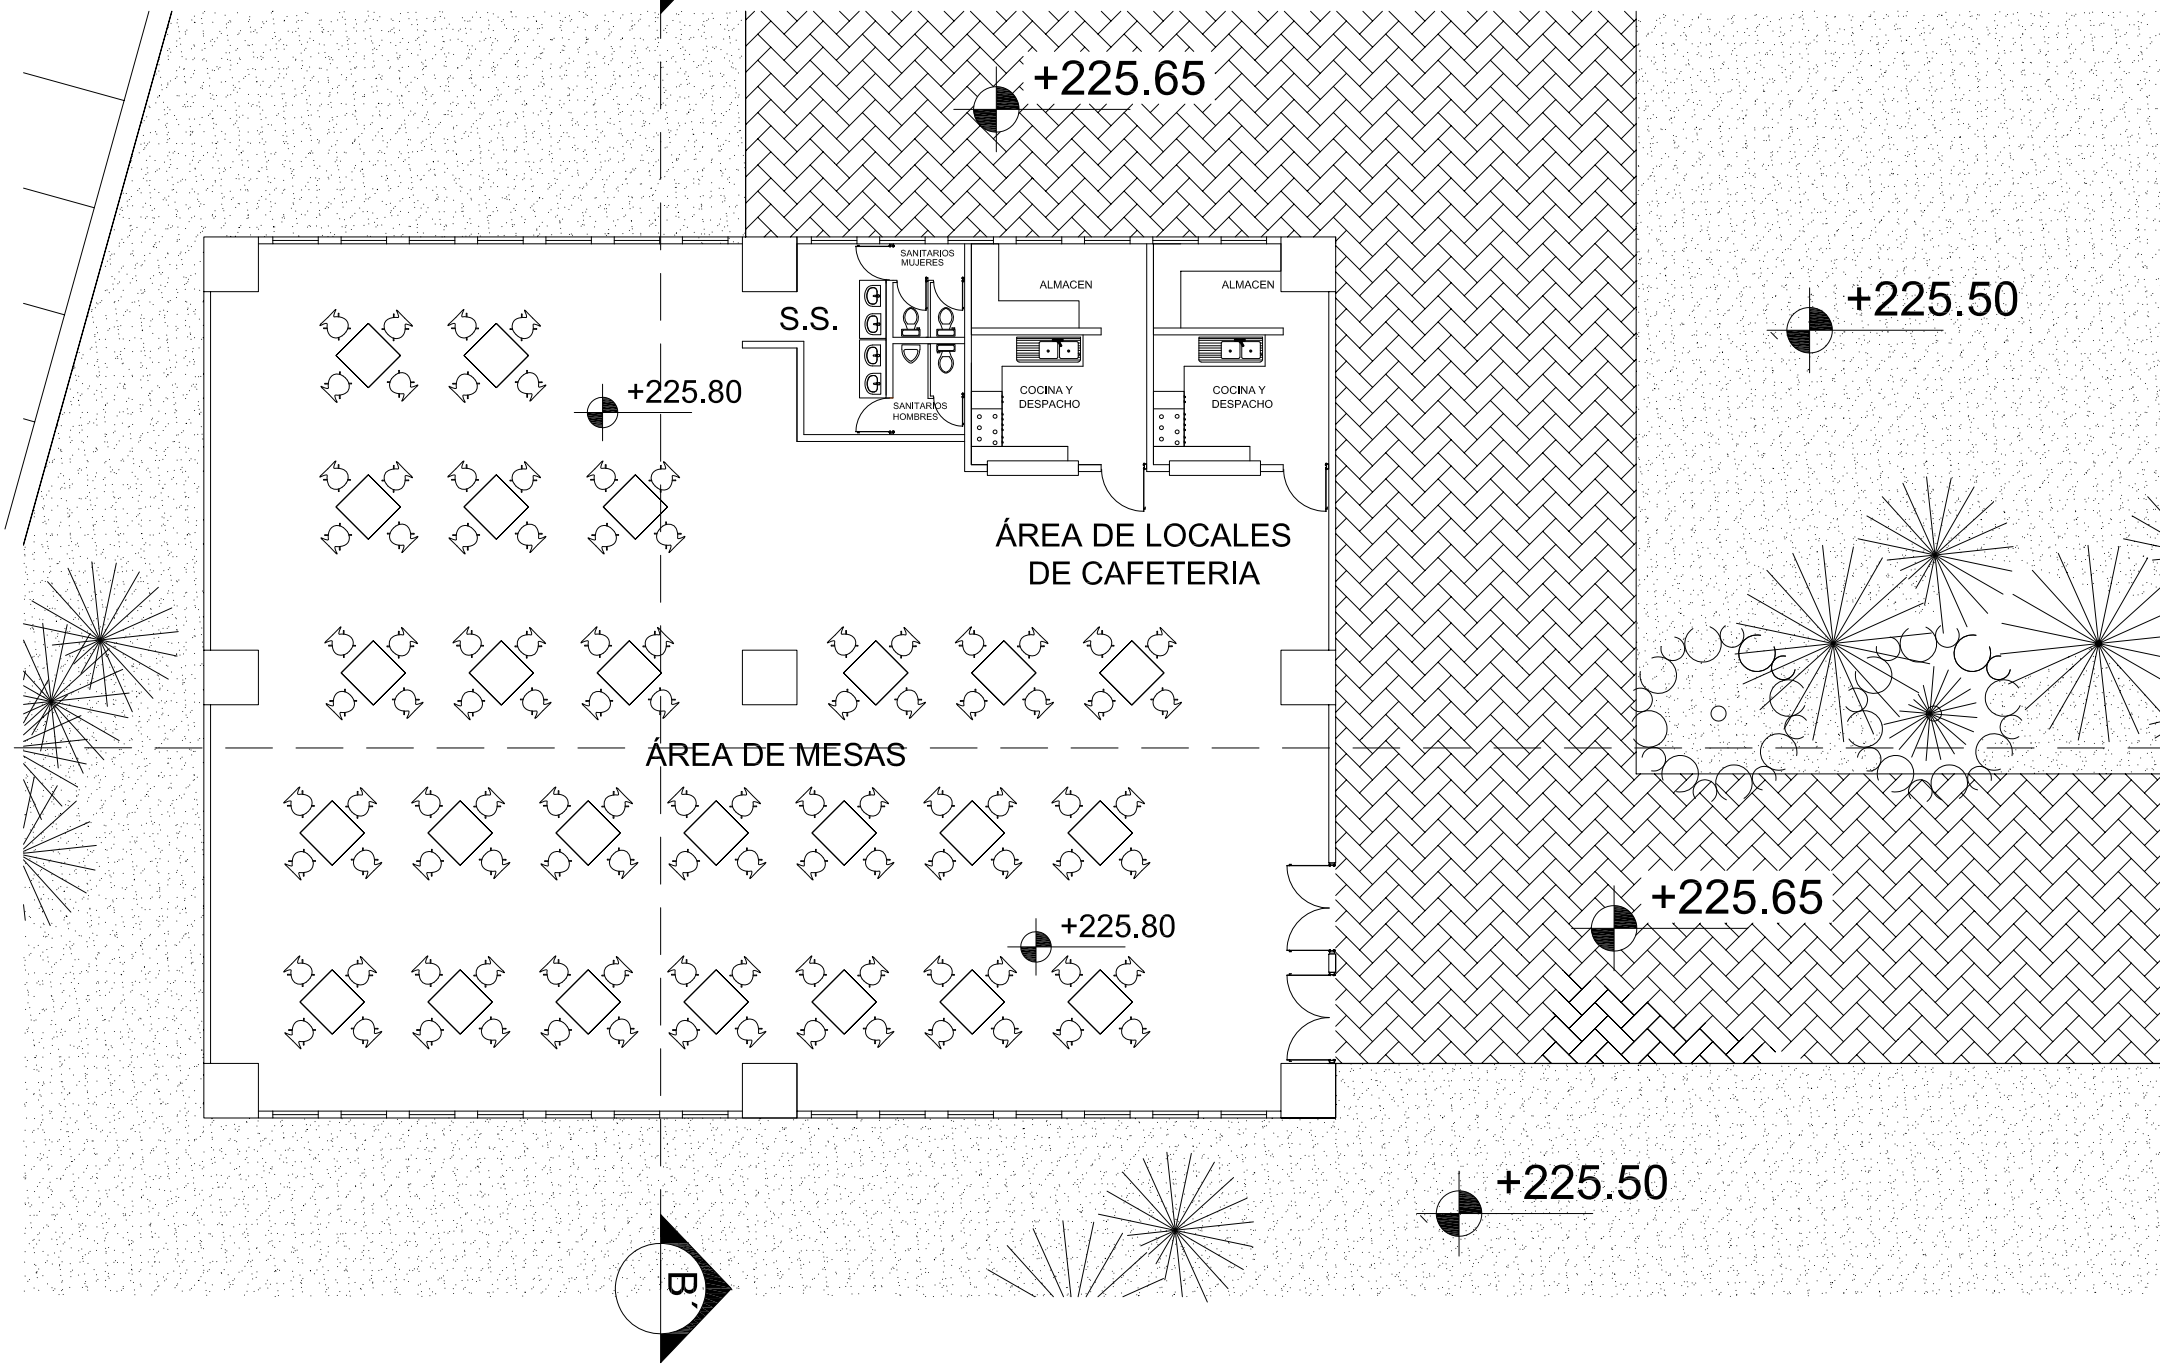 +225.65
SANITARIOS
MUJERES
ALMACEN
ALMACEN
+225.50
S.S.
+225.80
COCINA Y
DESPACHO
COCINA Y
DESPACHO
SANITARIOS
HOMBRES
ÁREA DE LOCALES
DE CAFETERIA
ÁREA DE MESAS
+225.65
+225.80
+225.50
B'